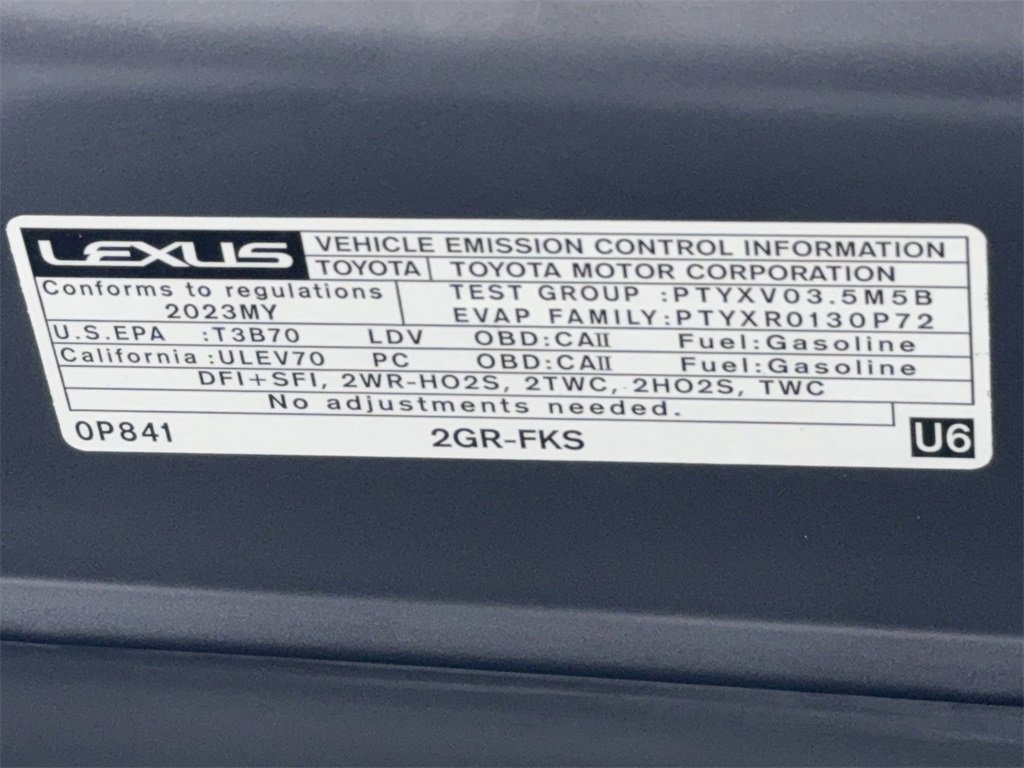 LEXUS VEHICLE EMISSION CONTROL INFORMATION
TOYOTA TOYOTA MOTOR CORPORATION
Conforms to regulations TEST GROUP :PTYXV03.5M5B
2023MY EVAP FAMILY:PTYXR0130P72
U.S.EPA :T3B70 LDV OBD:CAII Fuel:Gasoline
California :ULEV70 PC OBD:CAII Fuel:Gasoline
DFI+SFI, 2WR-HO2S, 2TWC, 2HO2S, TWC
No adjustments needed.
0P841 2GR-FKS U6